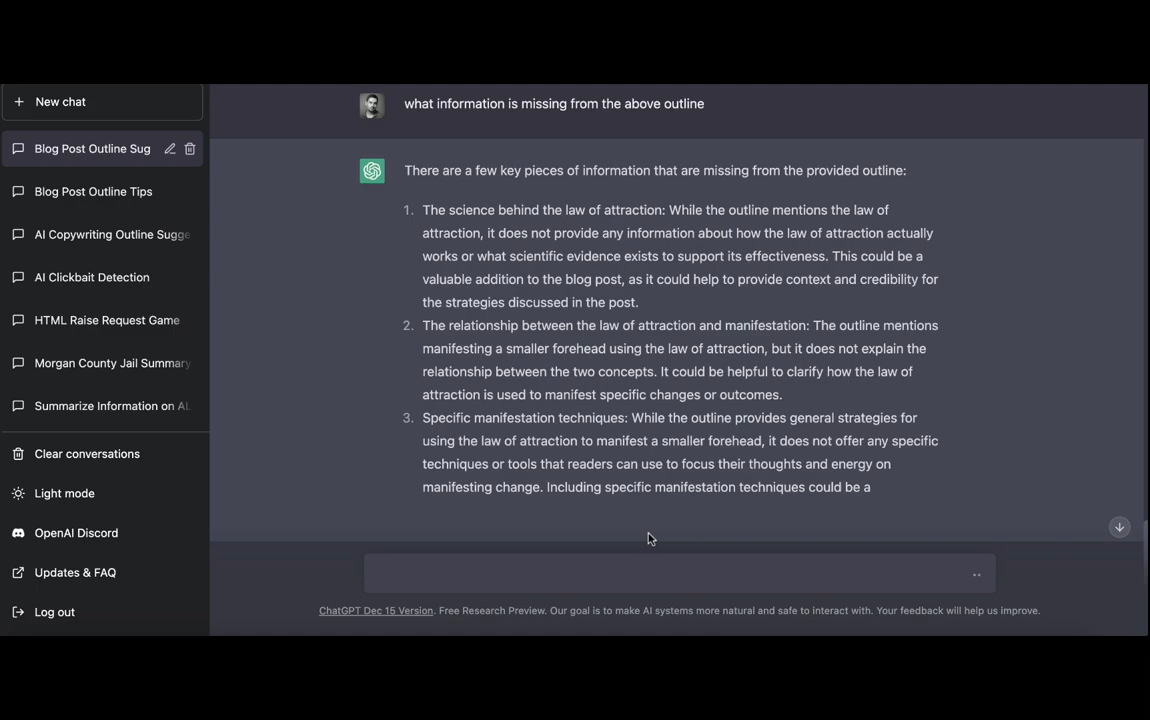 New chat
Blog Post Outline Sug
Blog Post Outline Tips
AI Copywriting Outline Sugge
AI Clickbait Detection
HTML Raise Request Game
Morgan County Jail Summary
Summarize Information on AL
Clear conversations
Light mode
OpenAI Discord
Updates & FAQ
Log out
what information is missing from the above outline
There are a few key pieces of information that are missing from the provided outline:
1. The science behind the law of attraction: While the outline mentions the law of
attraction, it does not provide any information about how the law of attraction actually
works or what scientific evidence exists to support its effectiveness. This could be a
valuable addition to the blog post, as it could help to provide context and credibility for
the strategies discussed in the post.
2. The relationship between the law of attraction and manifestation: The outline mentions
manifesting a smaller forehead using the law of attraction, but it does not explain the
relationship between the two concepts. It could be helpful to clarify how the law of
attraction is used to manifest specific changes or outcomes.
3. Specific manifestation techniques: While the outline provides general strategies for
using the law of attraction to manifest a smaller forehead, it does not offer any specific
techniques or tools that readers can use to focus their thoughts and energy on
manifesting change. Including specific manifestation techniques could be a
ChatGPT Dec 15 Version. Free Research Preview. Our goal is to make AI systems more natural and safe to interact with. Your feedback will help us improve.